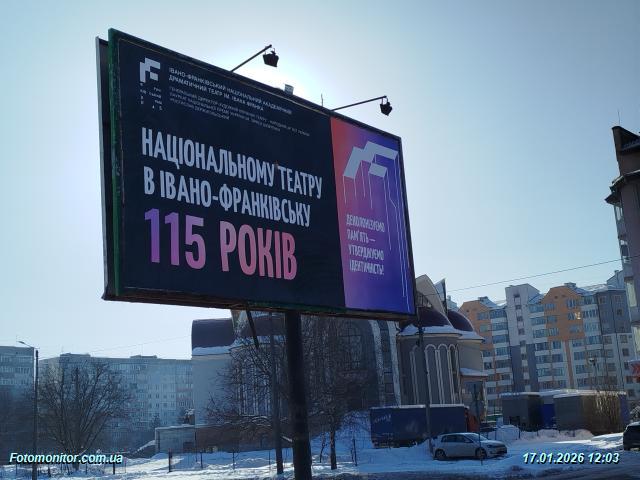 ІВАНО-ФРАНКІВСЬКИЙ НАЦІОНАЛЬНИЙ АКАДЕМІЧНИЙ
ДРАМАТИЧНИЙ ТЕАТР ІМ. ІВАНА ФРАНКА
НАЦІОНАЛЬНОМУ ТЕАТРУ
В ІВАНО-ФРАНКІВСЬКУ
115 РОКІВ
ДЕКОЛОНІЗУЄМО
ПАМ'ЯТЬ —
УТВЕРДЖУЄМО
ІДЕНТИЧНІСТЬ!
Fotomonitor.com.ua
17.01.2026 12:03